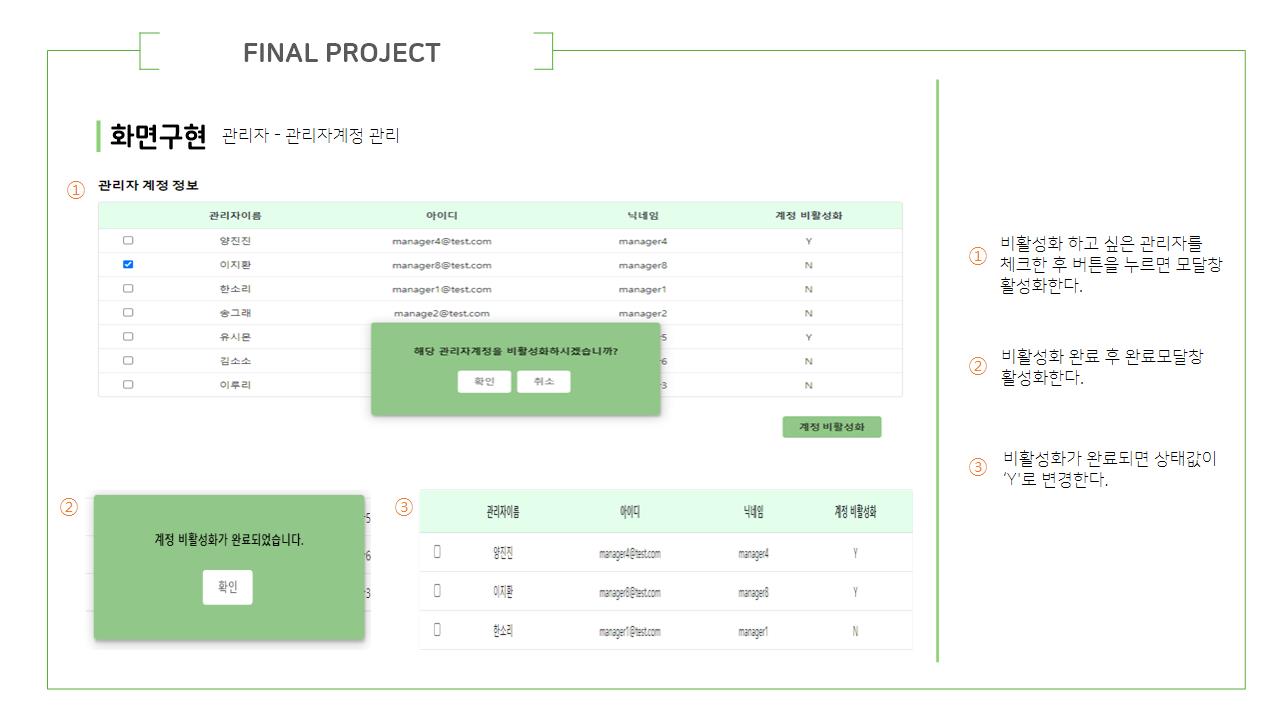 FINAL PROJECT
화면구현 관리자 - 관리자계정 관리
① 관리자 계정 정보
관리자이름 아이디 닉네임 계정 비활성화
양진진 manager4@test.com manager4 Y
이지환 manager8@test.com manager8 N
한소리 manager1@test.com manager1 N
송그래 manage2@test.com manager2 N
유시몬 5 Y
김소소 6 N
이루리 3 N
해당 관리자계정을 비활성화하시겠습니까?
확인 취소
계정 비활성화
②
r5
계정 비활성화가 완료되었습니다.
r6
확인
r3
③
관리자이름 아이디 닉네임 계정 비활성화
양진진 manager4@test.com manager4 Y
이지환 manager8@test.com manager8 Y
한소리 manager1@test.com manager1 N
① 비활성화 하고 싶은 관리자를
체크한 후 버튼을 누르면 모달창
활성화한다.
② 비활성화 완료 후 완료모달창
활성화한다.
③ 비활성화가 완료되면 상태값이
‘Y'로 변경한다.